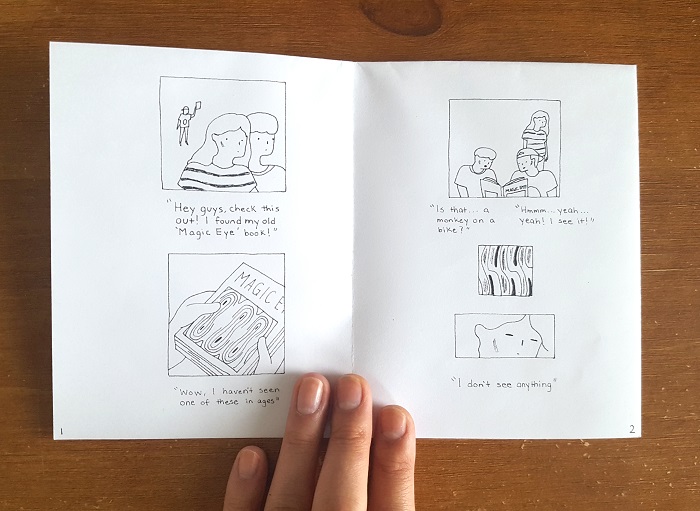 "Hey guys, check this
out! I found my old
'Magic Eye' book!"
MAGIC E
"Wow, I haven't seen
one of these in ages"
1
MAGIC EYE
"Is that... a
monkey on a
bike?"
"Hmmm... yeah...
yeah! I see it!"
"I don't see anything"
2